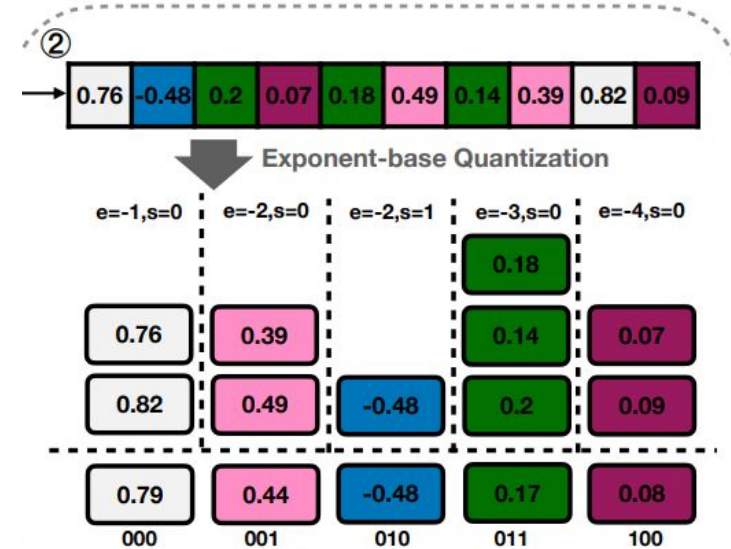 ②
0.76 -0.48 0.2 0.07 0.18 0.49 0.14 0.39 0.82 0.09
Exponent-base Quantization
e=-1,s=0 e=-2,s=0 e=-2,s=1 e=-3,s=0 e=-4,s=0
0.18
0.76 0.39 0.14 0.07
0.82 0.49 -0.48 0.2 0.09
0.79 0.44 -0.48 0.17 0.08
000 001 010 011 100